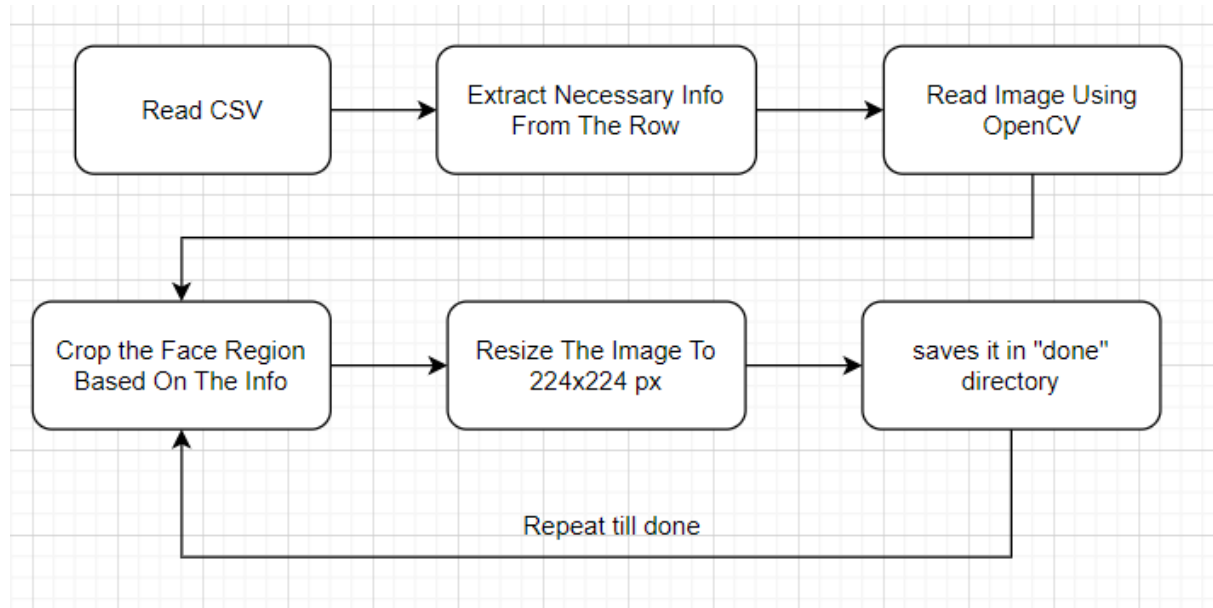 Read CSV
Extract Necessary Info
From The Row
Read Image Using
OpenCV
Crop the Face Region
Based On The Info
Resize The Image To
224x224 px
saves it in "done"
directory
Repeat till done